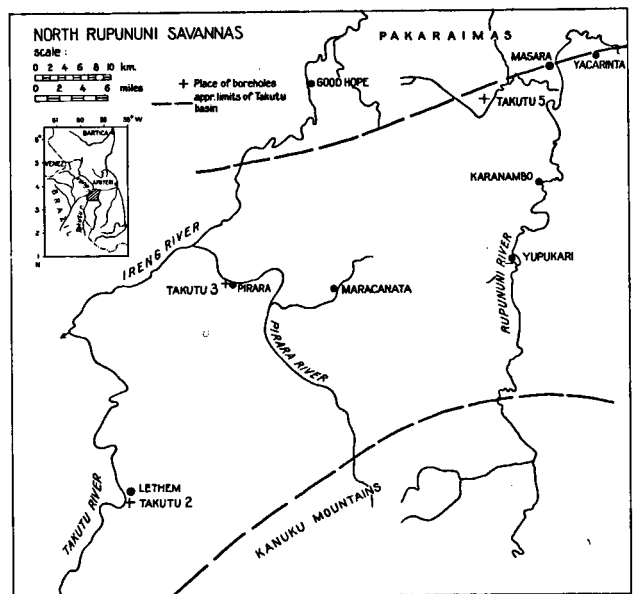 NORTH RUPUNUNI SAVANNAS
scale :
0 2 4 6 8 10 km.
0 2 4 6 miles
+ Place of boreholes
appr. limits of Takutu
basin
PAKARAIMAS
MASARA
YACARINTA
GOOD HOPE
+ TAKUTU 5
BARTICA
VENEZ
BRAZIL
KARANAMBO
IRENG RIVER
RUPUNUNI RIVER
YUPUKARI
TAKUTU 3 +
PIRARA
MARACANATA
PIRARA RIVER
LETHEM
+ TAKUTU 2
TAKUTU RIVER
KANUKU MOUNTAINS